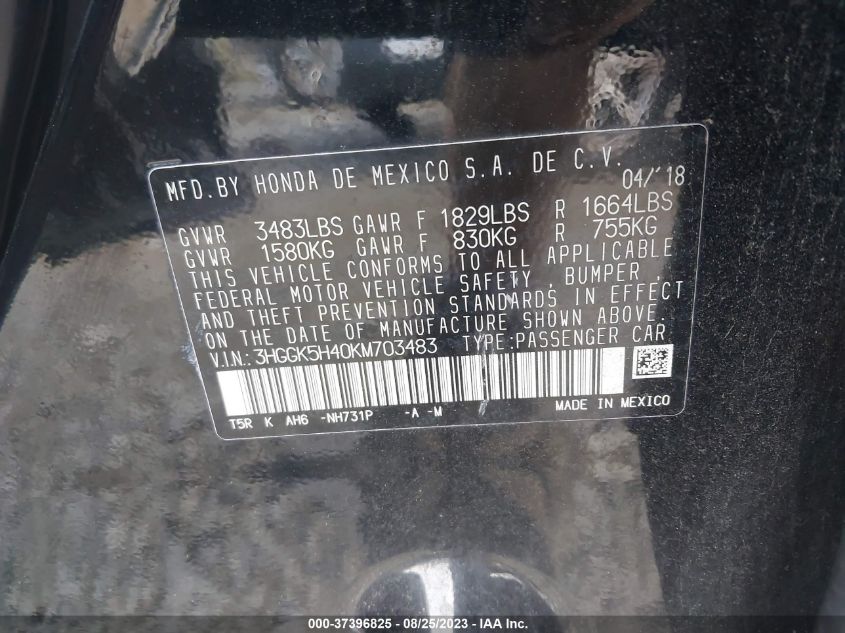 MFD.BY HONDA DE MEXICO S.A. DE C.V.
04/'18
GVWR 3483LBS GAWR F 1829LBS R 1664LBS
GVWR 1580KG GAWR F 830KG R 755KG
THIS VEHICLE CONFORMS TO ALL APPLICABLE
FEDERAL MOTOR VEHICLE SAFETY , BUMPER
AND THEFT PREVENTION STANDARDS IN EFFECT
ON THE DATE OF MANUFACTURE SHOWN ABOVE.
V.I.N.: 3HGGK5H40KM703483 TYPE:PASSENGER CAR
T5R K AH6 -NH731P -A -M MADE IN MEXICO
000-37396825 - 08/25/2023 - IAA Inc.